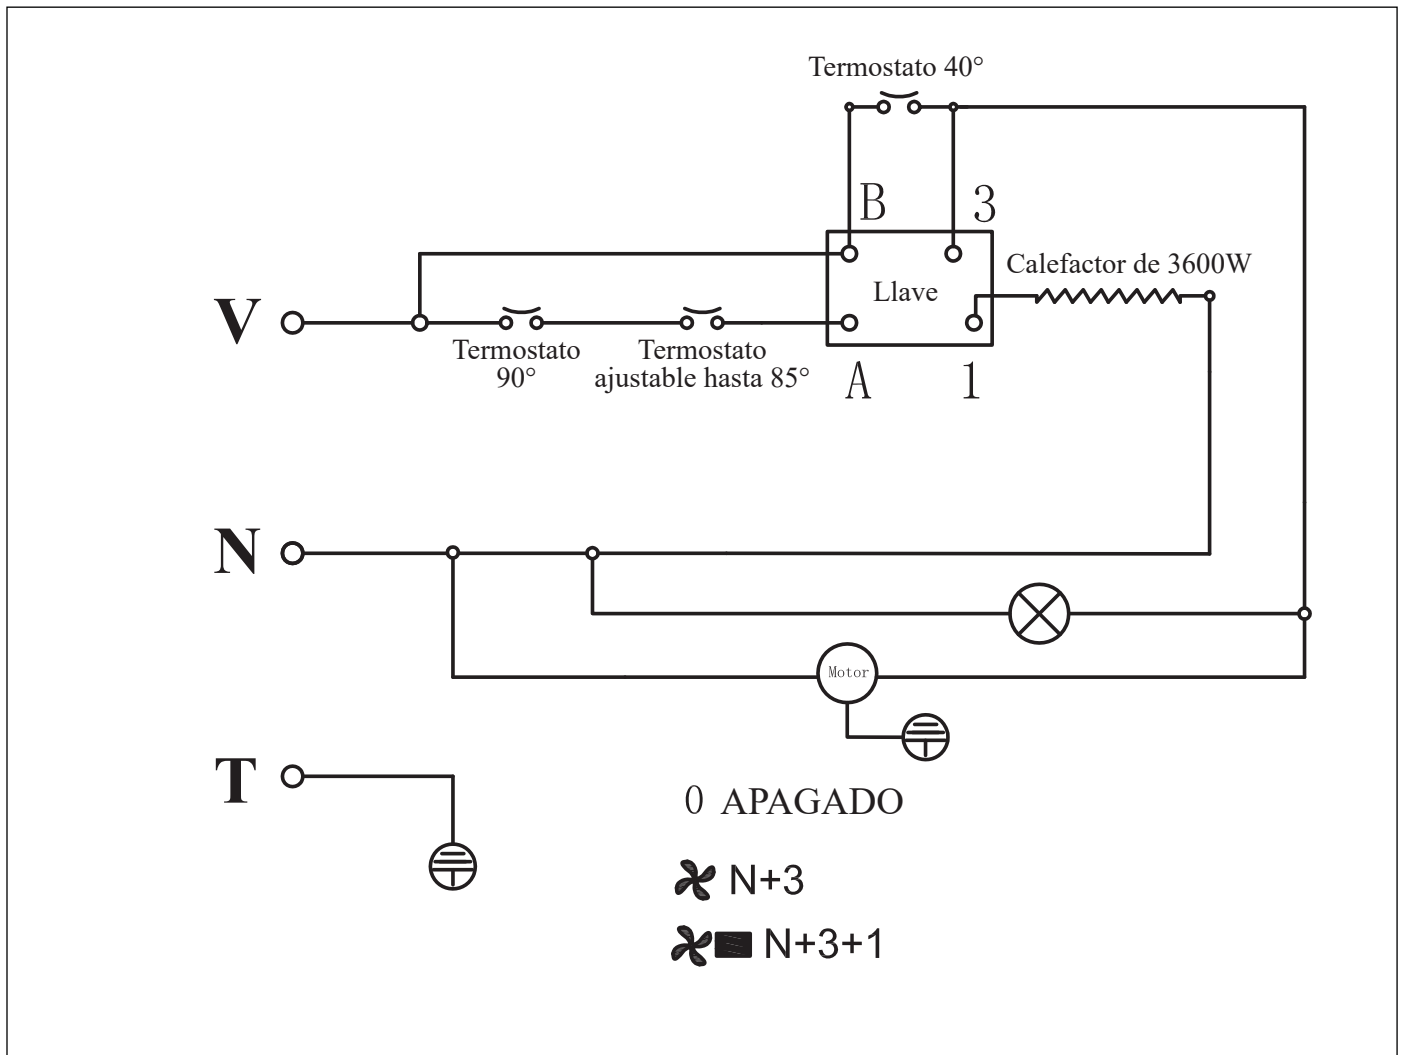 Termostato 40°
B
3
Calefactor de 3600W
Llave
V
Termostato
90°
Termostato
ajustable hasta 85°
A
1
N
Motor
T
0 APAGADO
N+3
N+3+1